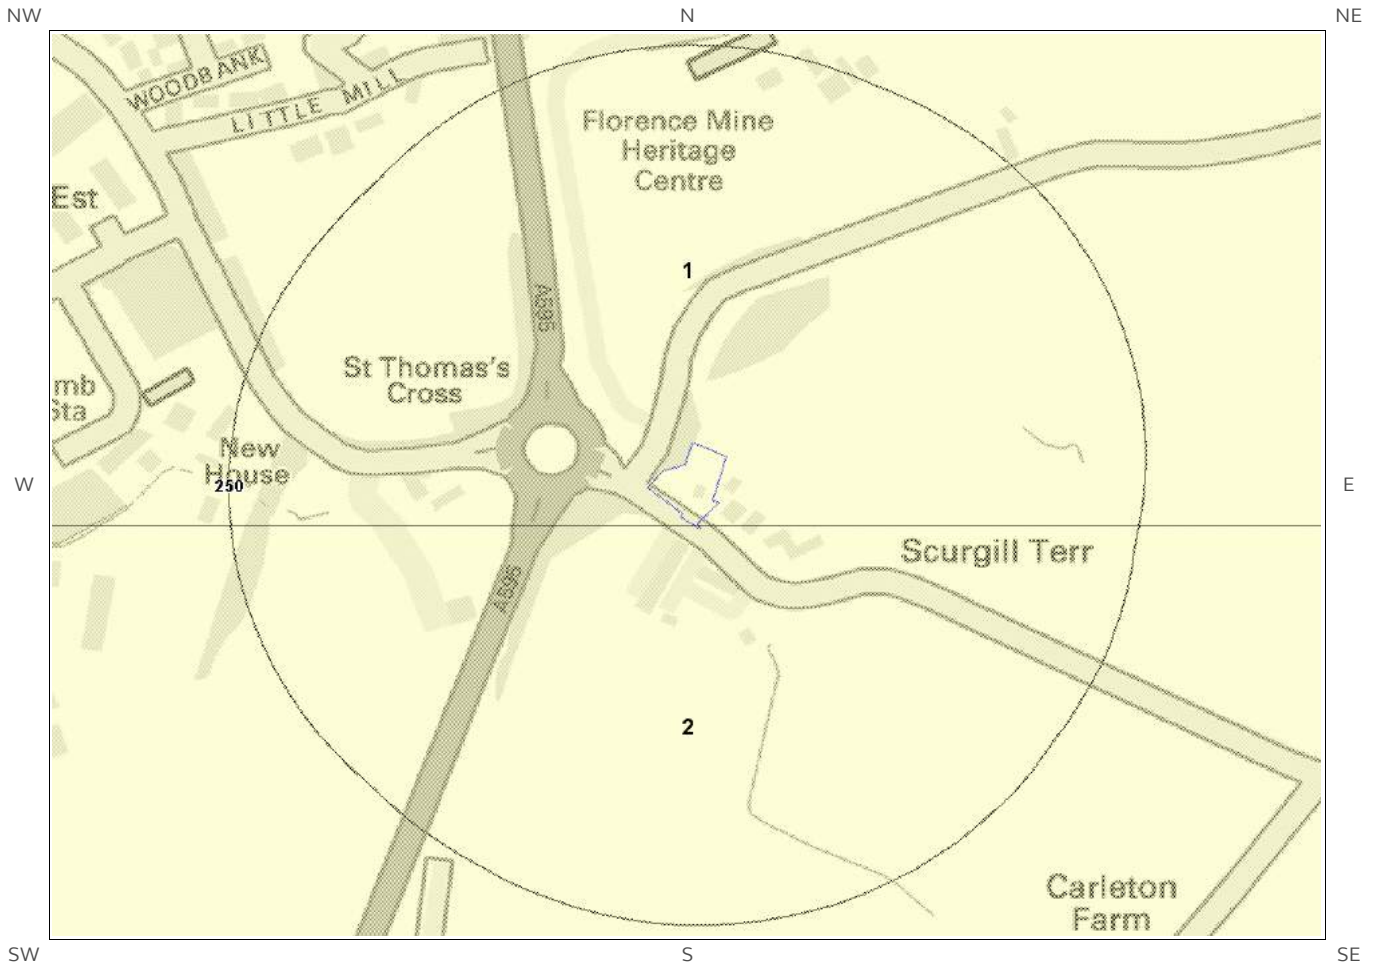 NW
N
NE
WOODBANK
LITTLE MILL
Florence Mine
Heritage
Centre
Est
1
A595
St Thomas's
Cross
mb
Sta
New
House
W
250
E
Scurgill Terr
A595
2
Carleton
Farm
SW
S
SE